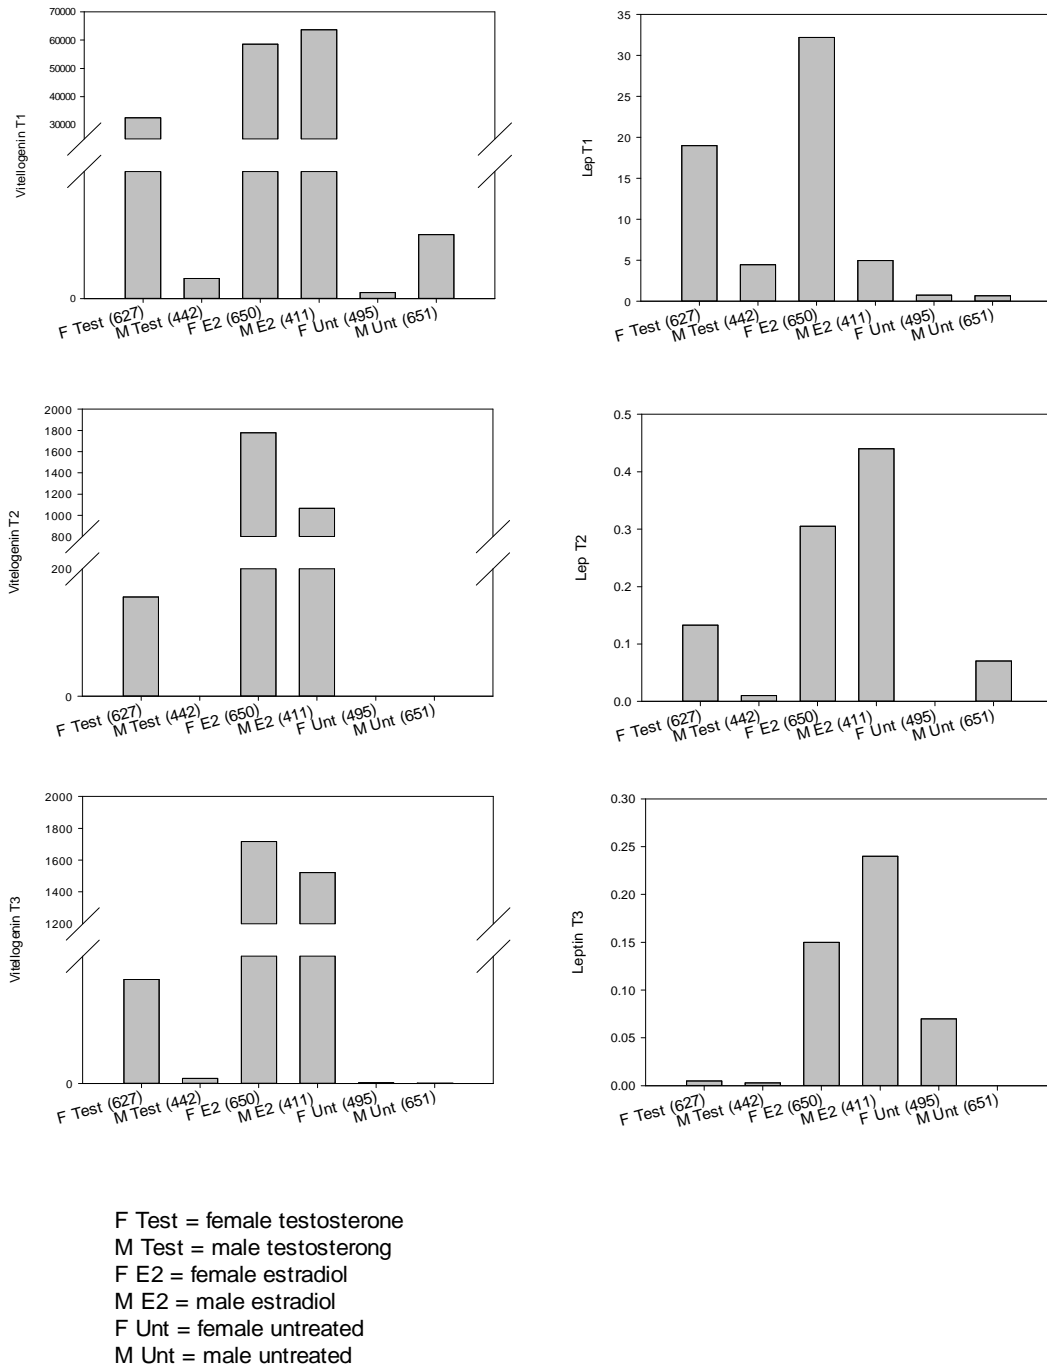 70000
60000
50000
40000
30000
0
Vitellogenin T1
F Test (627)
M Test (442)
F E2 (650)
M E2 (411)
F Unt (495)
M Unt (651)
35
30
25
20
15
10
5
0
Lep T1
F Test (627)
M Test (442)
F E2 (650)
M E2 (411)
F Unt (495)
M Unt (651)
2000
1800
1600
1400
1200
1000
800
200
0
Vitelogenin T2
F Test (627)
M Test (442)
F E2 (650)
M E2 (411)
F Unt (495)
M Unt (651)
0.5
0.4
0.3
0.2
0.1
0.0
Lep T2
F Test (627)
M Test (442)
F E2 (650)
M E2 (411)
F Unt (495)
M Unt (651)
2000
1800
1600
1400
1200
0
Vitellogenin T3
F Test (627)
M Test (442)
F E2 (650)
M E2 (411)
F Unt (495)
M Unt (651)
0.30
0.25
0.20
0.15
0.10
0.05
0.00
Leptin T3
F Test (627)
M Test (442)
F E2 (650)
M E2 (411)
F Unt (495)
M Unt (651)
F Test = female testosterone
M Test = male testosterong
F E2 = female estradiol
M E2 = male estradiol
F Unt = female untreated
M Unt = male untreated